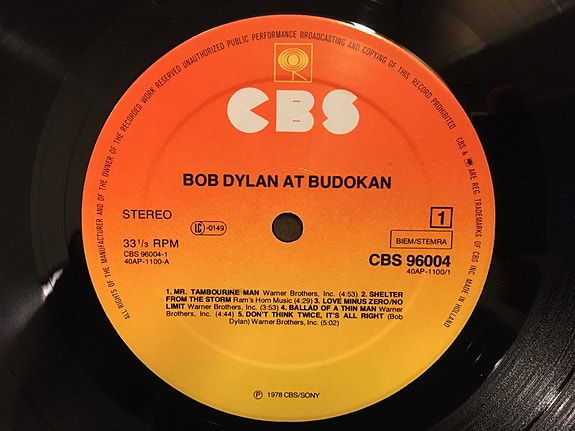 ALL RIGHTS OF THE MANUFACTURER AND OF THE OWNER OF THE RECORDED WORK RESERVED UNAUTHORIZED PUBLIC PERFORMANCE BROADCASTING AND COPYING OF THIS RECORD PROHIBITED
CBS & ARE REG. TRADEMARKS OF CBS INC. MADE IN HOLLAND
CBS
BOB DYLAN AT BUDOKAN
STEREO
LC-0149
1
33 1/3 RPM
BIEM/STEMRA
CBS 96004-1
CBS 96004
40AP-1100-A
40AP-1100/1
1. MR. TAMBOURINE MAN Warner Brothers, Inc. (4:53) 2. SHELTER
FROM THE STORM Ram's Horn Music (4:29) 3. LOVE MINUS ZERO/NO
LIMIT Warner Brothers, Inc. (3:53) 4. BALLAD OF A THIN MAN Warner
Brothers, Inc. (4:44) 5. DON'T THINK TWICE, IT'S ALL RIGHT (Bob
Dylan) Warner Brothers, Inc. (5:02)
℗ 1978 CBS/SONY